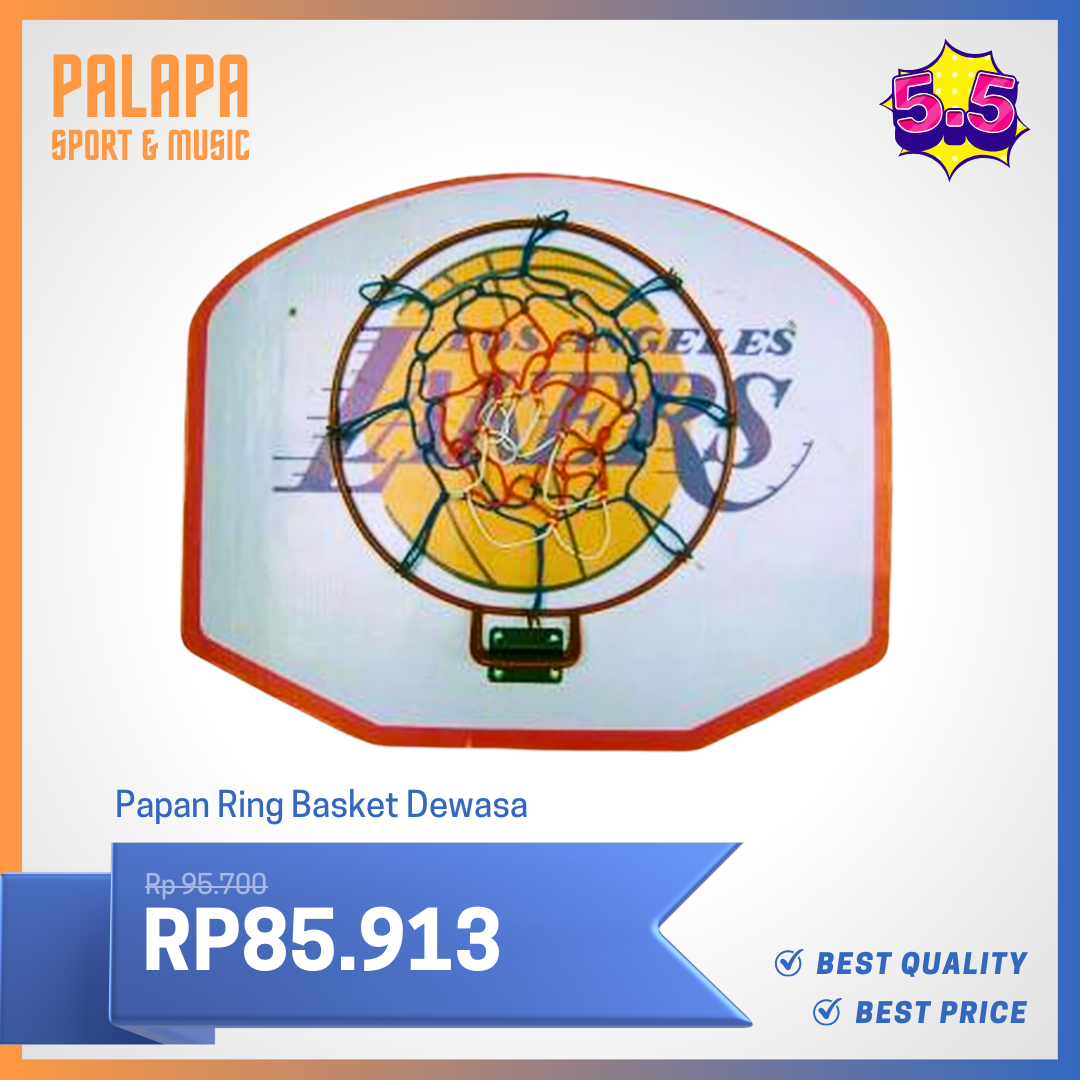 PALAPA
SPORT & MUSIC
5.5
LOS ANGELES
LAKERS
Papan Ring Basket Dewasa
Rp 95.700
RP85.913
BEST QUALITY
BEST PRICE